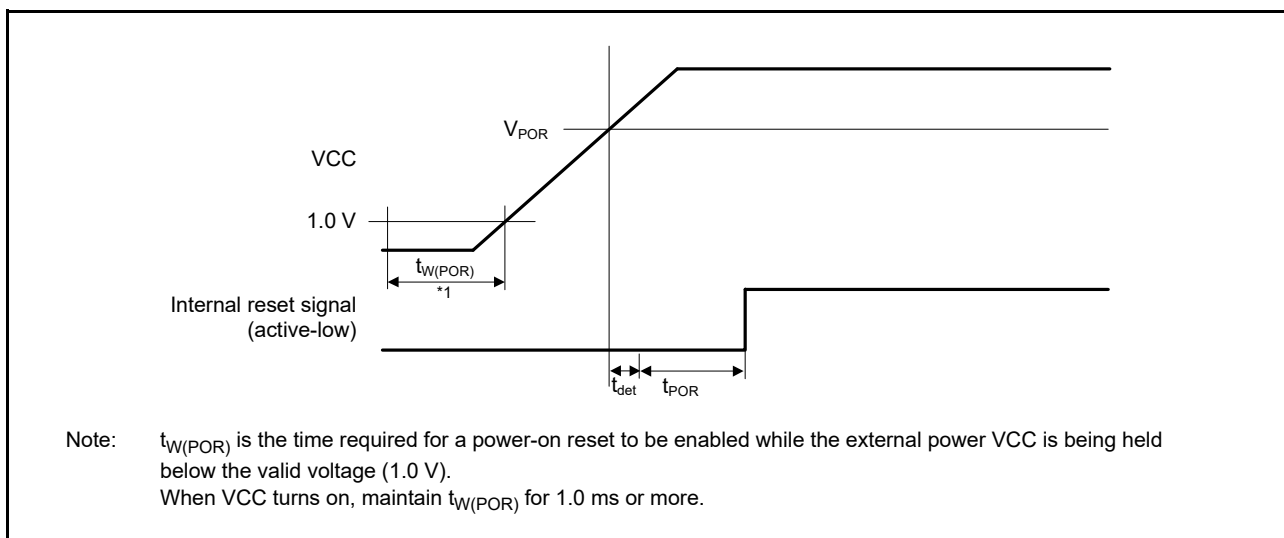 V_POR
VCC
1.0 V
t_W(POR)
*1
Internal reset signal
(active-low)
t_det
t_POR
Note: t_W(POR) is the time required for a power-on reset to be enabled while the external power VCC is being held
below the valid voltage (1.0 V).
When VCC turns on, maintain t_W(POR) for 1.0 ms or more.